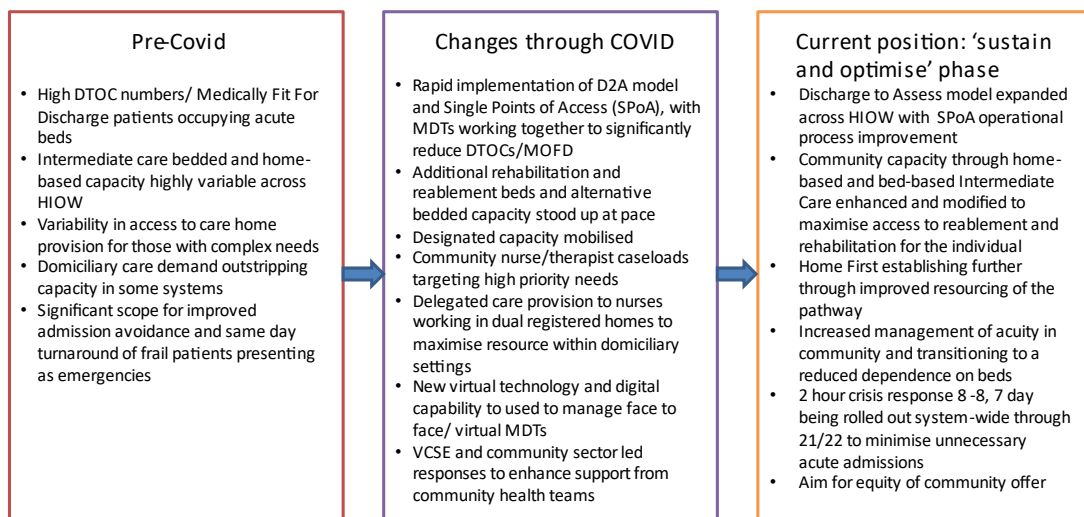 Pre-Covid
• High DTOC numbers/ Medically Fit For
Discharge patients occupying acute
beds
• Intermediate care bedded and home-
based capacity highly variable across
HIOW
• Variability in access to care home
provision for those with complex needs
• Domiciliary care demand outstripping
capacity in some systems
• Significant scope for improved
admission avoidance and same day
turnaround of frail patients presenting
as emergencies
Changes through COVID
• Rapid implementation of D2A model
and Single Points of Access (SPoA), with
MDTs working together to significantly
reduce DTOCs/MOFD
• Additional rehabilitation and
reablement beds and alternative
bedded capacity stood up at pace
• Designated capacity mobilised
• Community nurse/therapist caseloads
targeting high priority needs
• Delegated care provision to nurses
working in dual registered homes to
maximise resource within domiciliary
settings
• New virtual technology and digital
capability to used to manage face to
face/ virtual MDTs
• VCSE and community sector led
responses to enhance support from
community health teams
Current position: ‘sustain
and optimise’ phase
• Discharge to Assess model expanded
across HIOW with SPoA operational
process improvement
• Community capacity through home-
based and bed-based Intermediate
Care enhanced and modified to
maximise access to reablement and
rehabilitation for the individual
• Home First establishing further
through improved resourcing of the
pathway
• Increased management of acuity in
community and transitioning to a
reduced dependence on beds
• 2 hour crisis response 8 -8, 7 day
being rolled out system-wide through
21/22 to minimise unnecessary
acute admissions
• Aim for equity of community offer